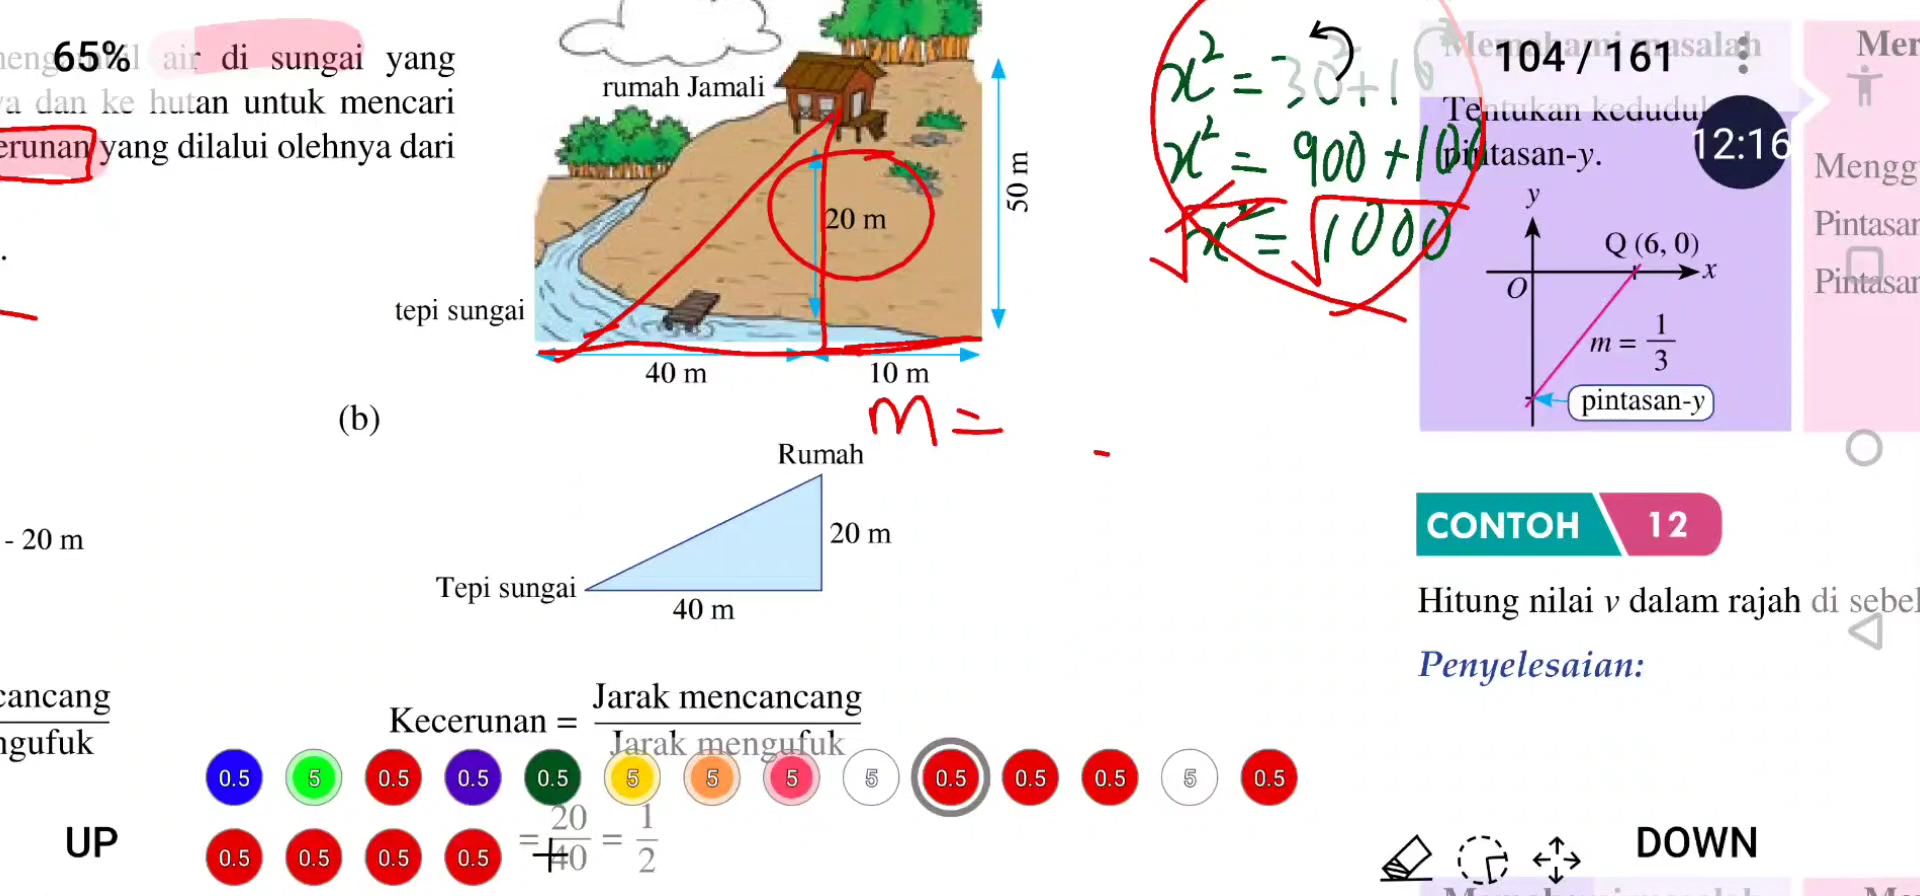 65%
air di sungai yang
dan ke hutan untuk mencari
erunan yang dilalui olehnya dari
.
rumah Jamali
20 m
50 m
tepi sungai
40 m
10 m
m =
(b)
Rumah
20 m
Tepi sungai
40 m
- 20 m
cancang
ngufuk
Kecerunan = Jarak mencancang
Jarak mengufuk
= 20/40 = 1/2
x² = 30² + 10
x² = 900 + 100
√x² = √1000
Memahami masalah
104 / 161
Tentukan kedudu
pintasan-y.
12:16
y
Q (6, 0)
x
O
m = 1/3
pintasan-y
Mengg
Pintasan
Pintasan
CONTOH 12
Hitung nilai v dalam rajah di sebel
Penyelesaian:
0.5 5 0.5 0.5 0.5 5 5 5 5 0.5 0.5 0.5 5 0.5
UP
0.5 0.5 0.5 0.5
DOWN